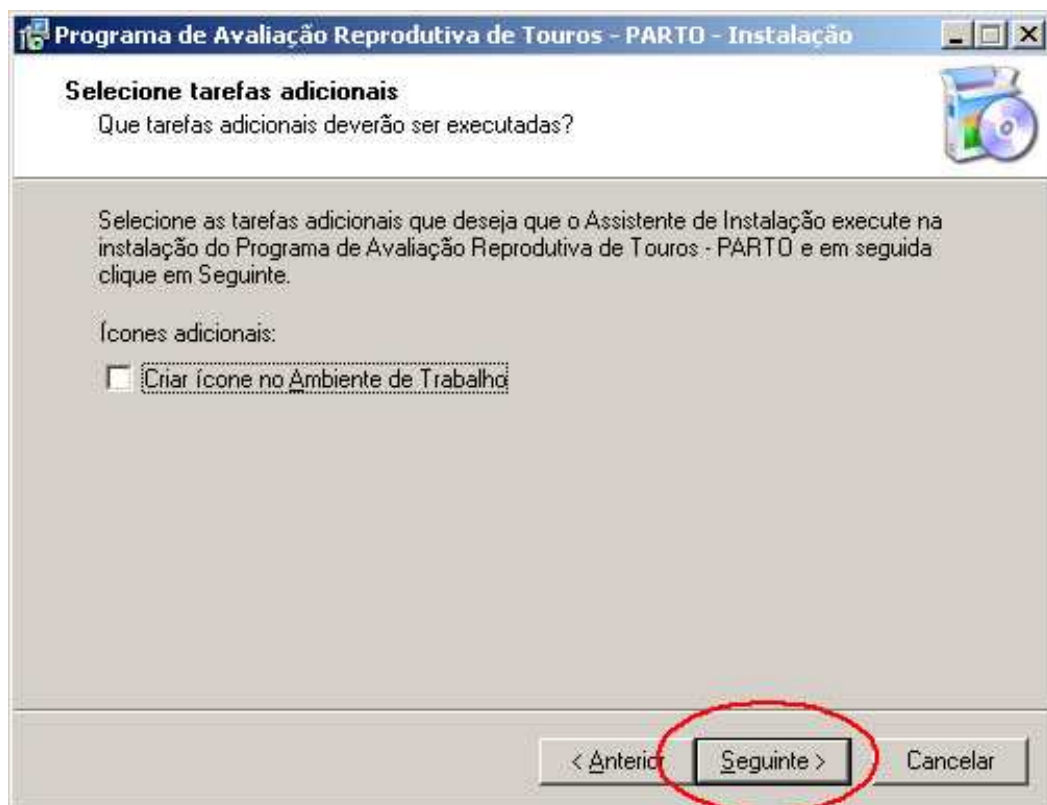 Programa de Avaliação Reprodutiva de Touros - PARTO - Instalação
Selecione tarefas adicionais
Que tarefas adicionais deverão ser executadas?
Selecione as tarefas adicionais que deseja que o Assistente de Instalação execute na
instalação do Programa de Avaliação Reprodutiva de Touros - PARTO e em seguida
clique em Seguinte.
Ícones adicionais:
Criar ícone no Ambiente de Trabalho
< Anterior Seguinte > Cancelar